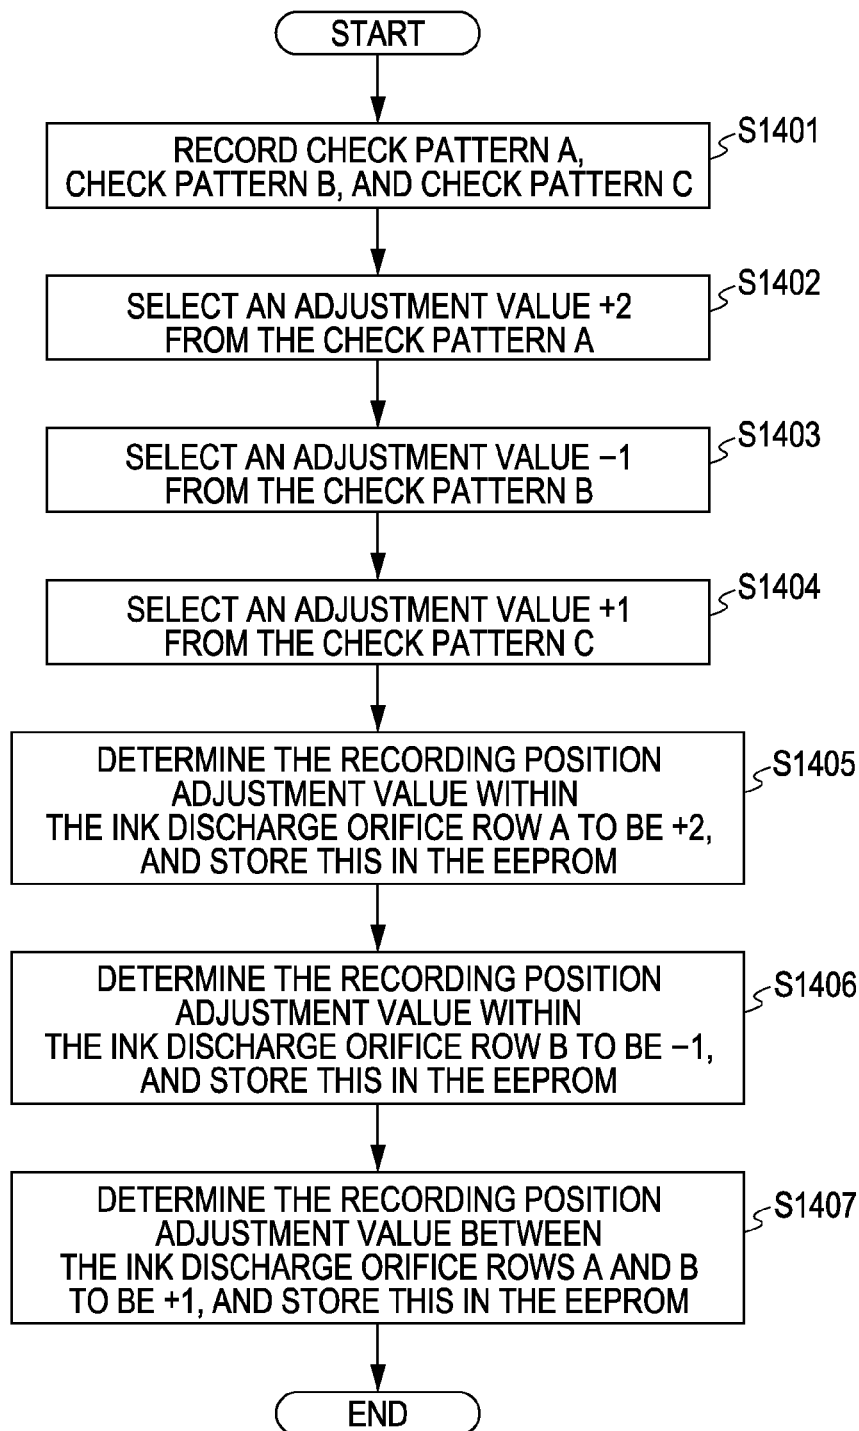 START
RECORD CHECK PATTERN A,
CHECK PATTERN B, AND CHECK PATTERN C
S1401
SELECT AN ADJUSTMENT VALUE +2
FROM THE CHECK PATTERN A
S1402
SELECT AN ADJUSTMENT VALUE −1
FROM THE CHECK PATTERN B
S1403
SELECT AN ADJUSTMENT VALUE +1
FROM THE CHECK PATTERN C
S1404
DETERMINE THE RECORDING POSITION
ADJUSTMENT VALUE WITHIN
THE INK DISCHARGE ORIFICE ROW A TO BE +2,
AND STORE THIS IN THE EEPROM
S1405
DETERMINE THE RECORDING POSITION
ADJUSTMENT VALUE WITHIN
THE INK DISCHARGE ORIFICE ROW B TO BE −1,
AND STORE THIS IN THE EEPROM
S1406
DETERMINE THE RECORDING POSITION
ADJUSTMENT VALUE BETWEEN
THE INK DISCHARGE ORIFICE ROWS A AND B
TO BE +1, AND STORE THIS IN THE EEPROM
S1407
END